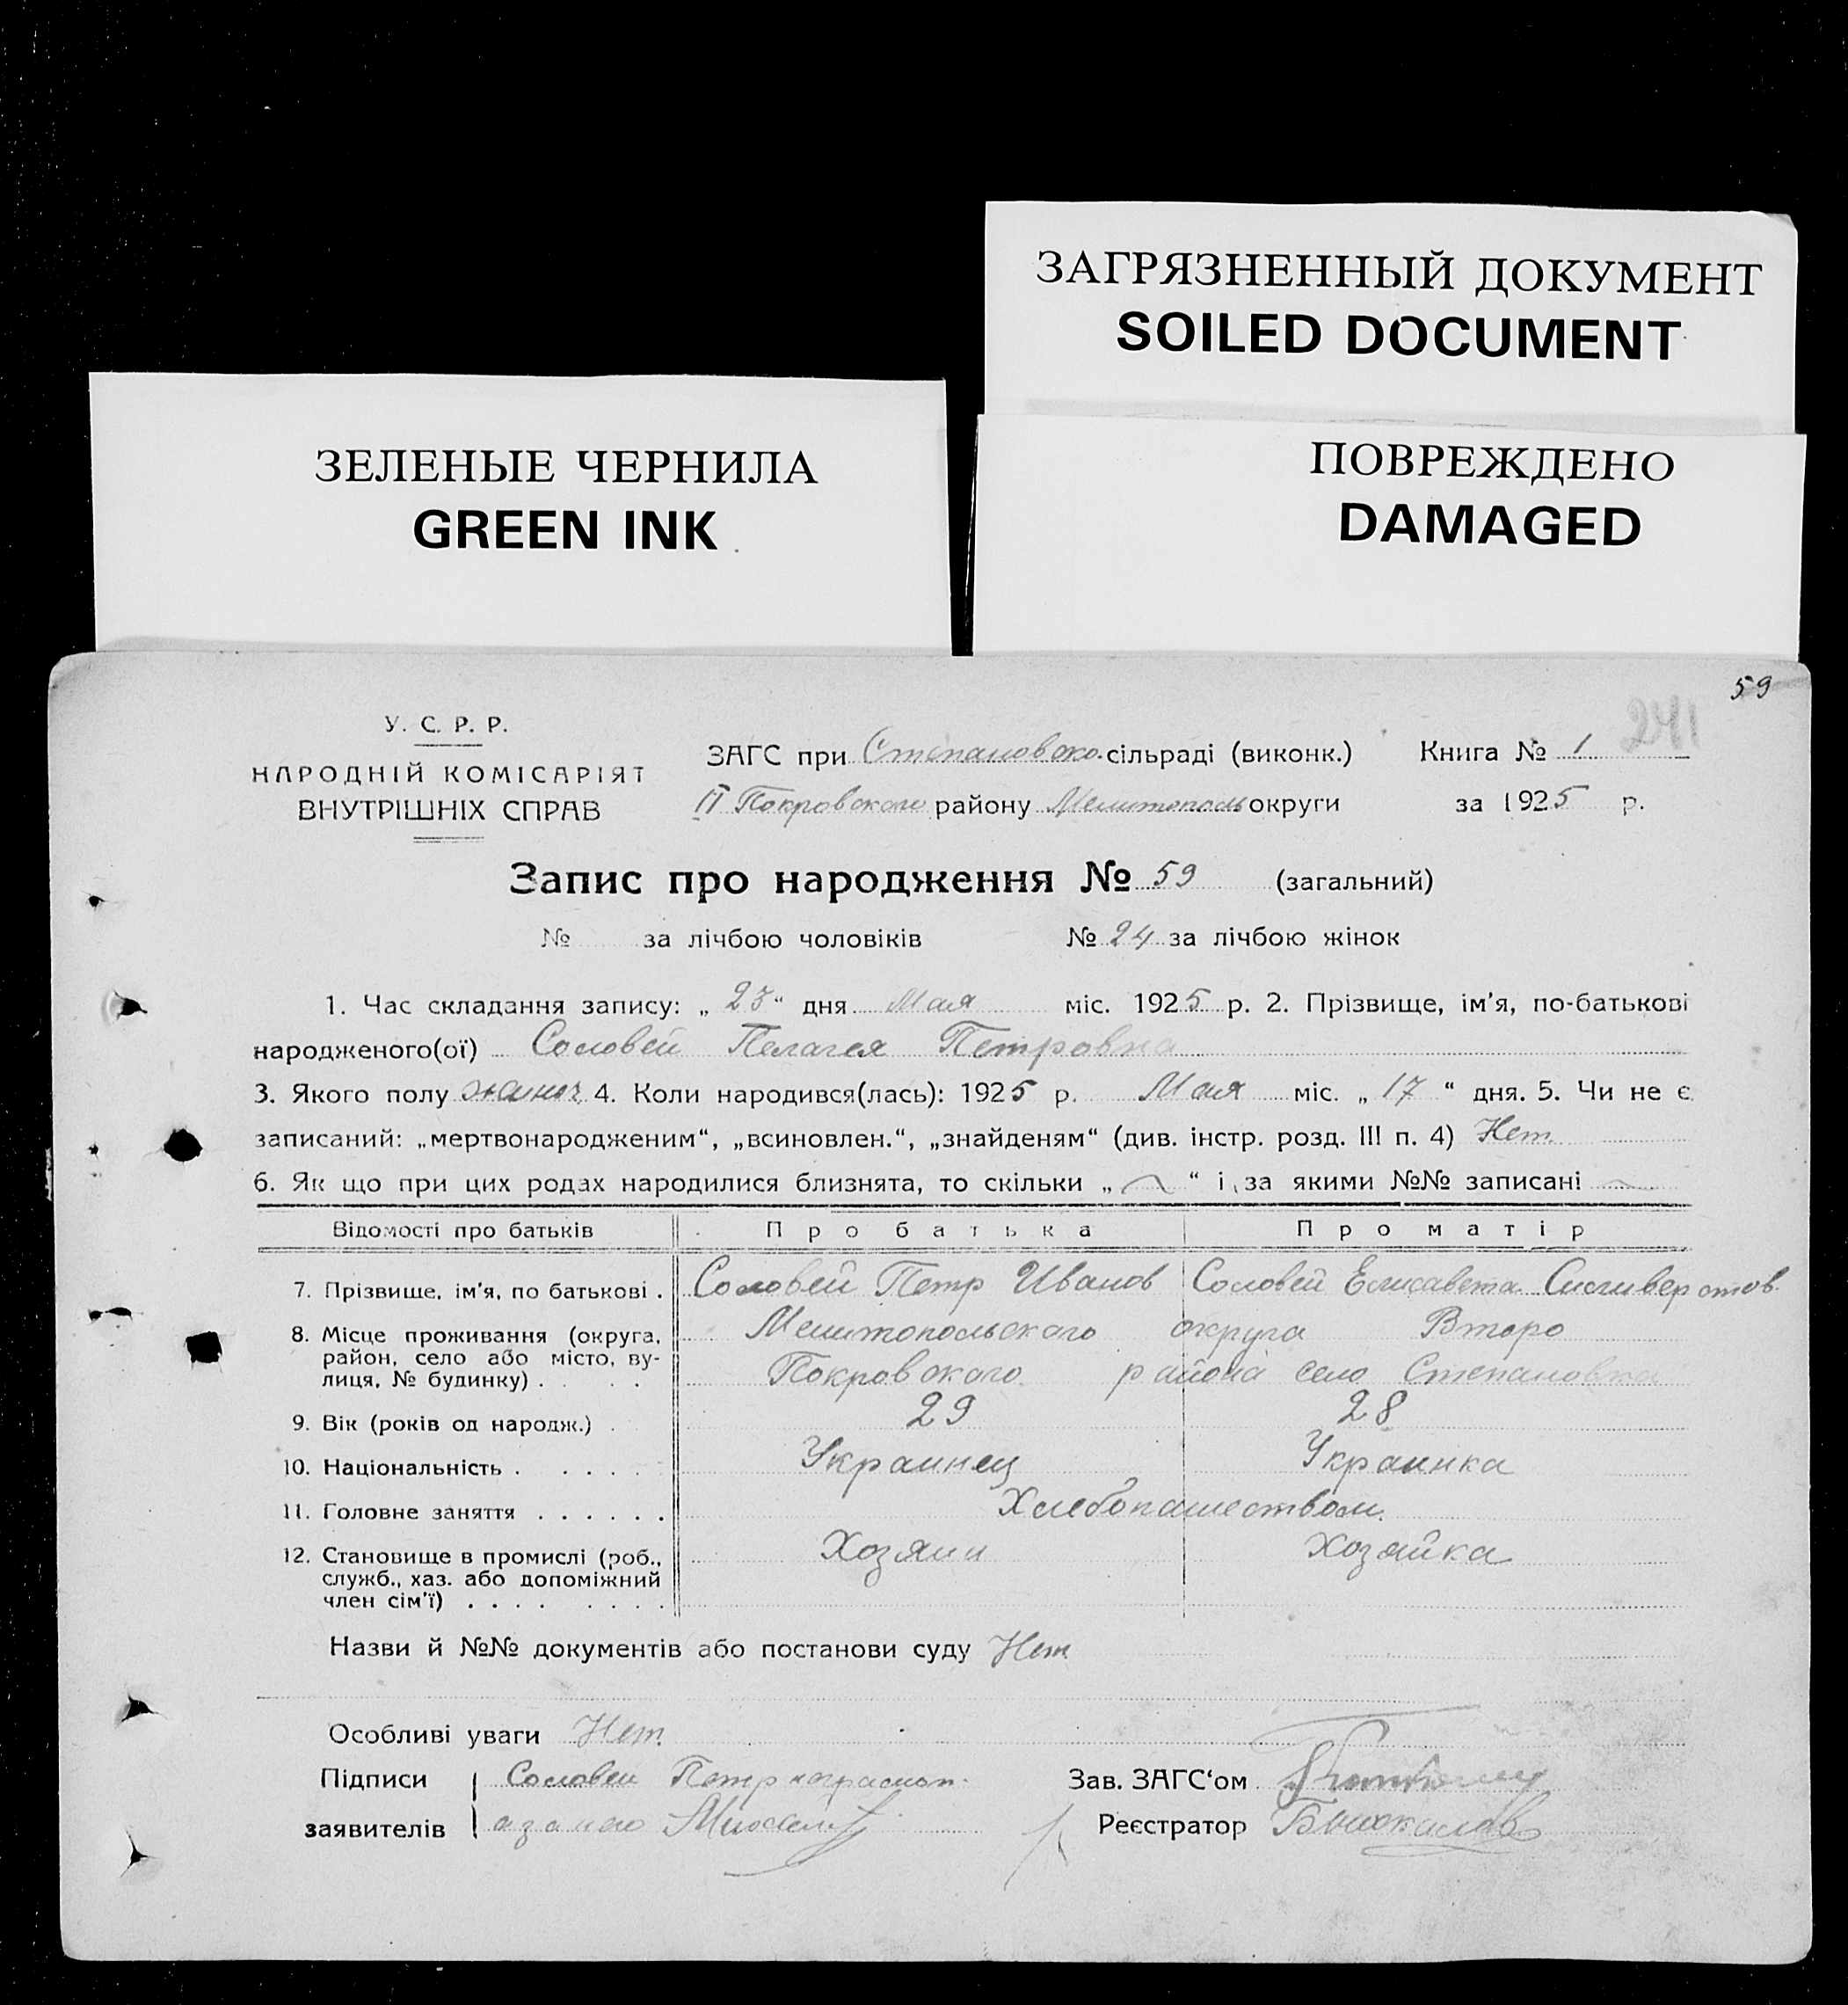 ЗАГРЯЗНЕННЫЙ ДОКУМЕНТ
SOILED DOCUMENT
ЗЕЛЕНЫЕ ЧЕРНИЛА
GREEN INK
ПОВРЕЖДЕНО
DAMAGED
59
241
У. С. Р. Р.
НАРОДНІЙ КОМІСАРІЯТ
ВНУТРІШНІХ СПРАВ
ЗАГС при Степановско. сільраді (виконк.) Книга № 1
II Покровского району Мелитополь округи за 1925 р.
Запис про народження № 59 (загальний)
№ за лічбою чоловіків № 24 за лічбою жінок
1. Час складання запису: „ 23 “ дня Мая міс. 1925 р. 2. Прізвище, ім'я, по-батькові
народженого(ої) Соловей Пелагея Петровна
3. Якого полу 4. Коли народився(лась): 1925 р. Мая міс. „ 17 “ дня. 5. Чи не є
записаний: „мертвонародженим“, „всиновлен.“, „знайденям“ (див. інстр. розд. III п. 4) Нет
6. Як що при цих родах народилися близнята, то скільки „ “ і за якими №№ записані
Відомості про батьків Про батька Про матір
7. Прізвище, ім'я, по батькові . Соловей Петр Иванов Соловей Елисавета Сильверстов.
8. Місце проживання (округа, Мелитопольского округа Второ
район, село або місто, ву-
лиця, № будинку) . . . . Покровского района село Степановка
9. Вік (років од народж.) . 29 28
10. Національність . . . . . Украинец Украинка
11. Головне заняття . . . . . . Хлебопашеством.
12. Становище в промислі (роб., Хозяин Хозяйка
служб., хаз. або допоміжний
член сім'ї) . . . . . . . .
Назви й №№ документів або постанови суду Нет
Особливі уваги Нет
Підписи Соловей Петр Зав. ЗАГС'ом
заявителів Реєстратор